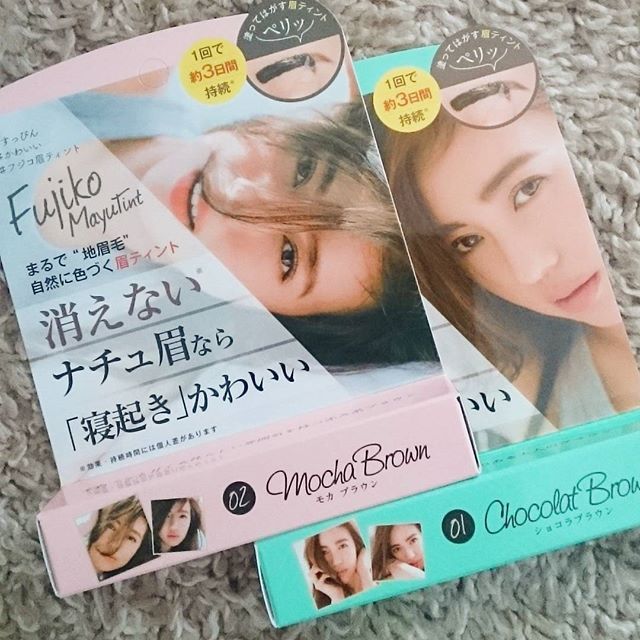 塗ってはがす眉ティント
ペリッ
1回で
約3日間
持続※
すっぴん
かわいい
フジコ眉ティント
Fujiko
MayuTint
まるで"地眉毛"
自然に色づく眉ティント
消えない※
ナチュ眉なら
「寝起き」かわいい
※効果・持続時間には個人差があります
02 Mocha Brown
モカ ブラウン
塗ってはがす眉ティント
ペリッ
1回で
約3日間
持続※
いい
01 Chocolat Brow
ショコラブラウン